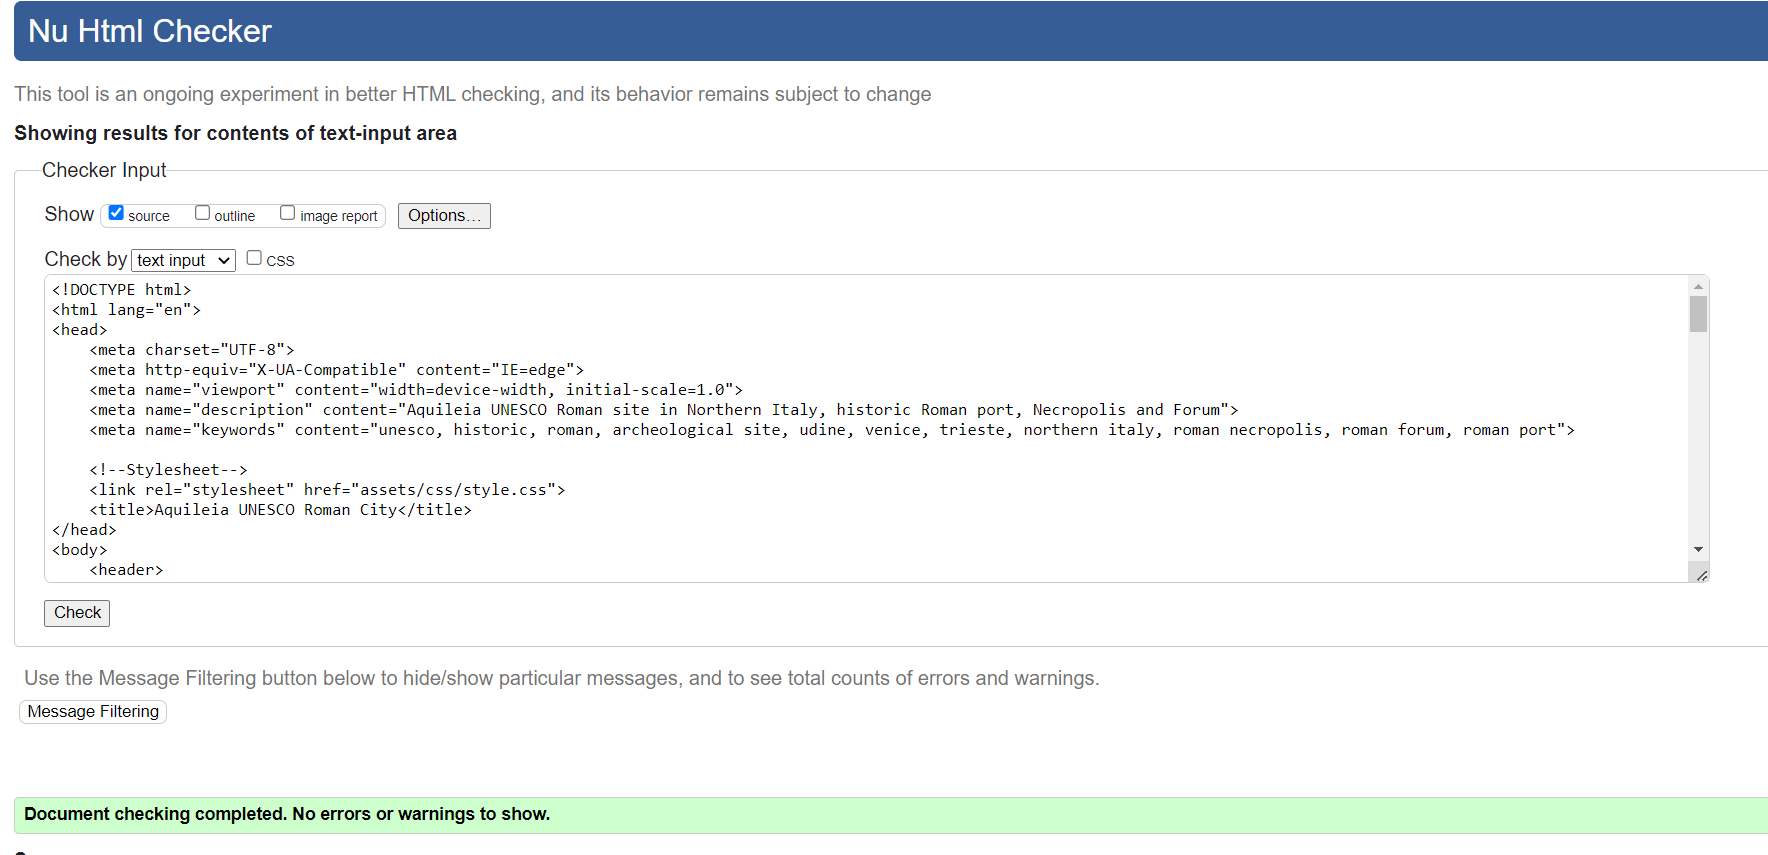 Nu Html Checker
This tool is an ongoing experiment in better HTML checking, and its behavior remains subject to change
Showing results for contents of text-input area
Checker Input
Show source outline image report Options...
Check by text input CSS
<!DOCTYPE html>
<html lang="en">
<head>
    <meta charset="UTF-8">
    <meta http-equiv="X-UA-Compatible" content="IE=edge">
    <meta name="viewport" content="width=device-width, initial-scale=1.0">
    <meta name="description" content="Aquileia UNESCO Roman site in Northern Italy, historic Roman port, Necropolis and Forum">
    <meta name="keywords" content="unesco, historic, roman, archeological site, udine, venice, trieste, northern italy, roman necropolis, roman forum, roman port">
    <!--Stylesheet-->
    <link rel="stylesheet" href="assets/css/style.css">
    <title>Aquileia UNESCO Roman City</title>
</head>
<body>
    <header>
Check
Use the Message Filtering button below to hide/show particular messages, and to see total counts of errors and warnings.
Message Filtering
Document checking completed. No errors or warnings to show.